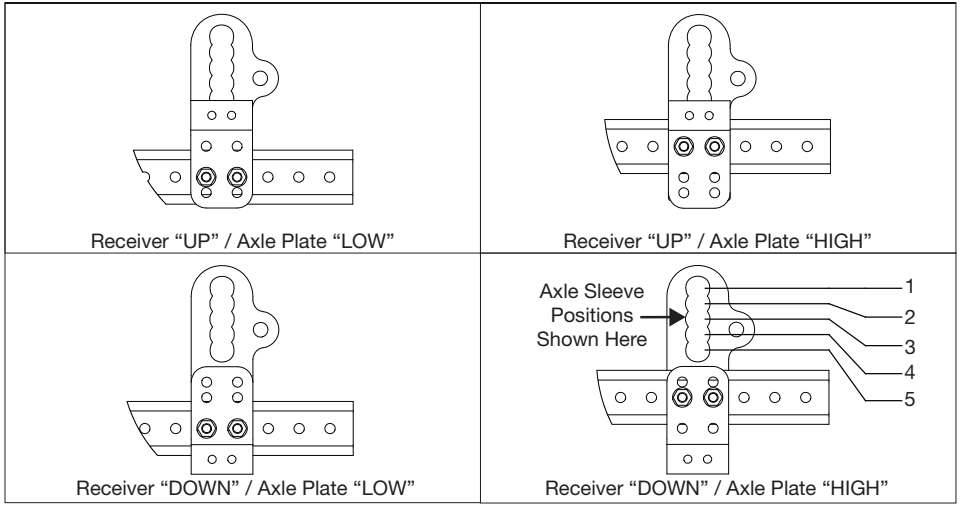 Receiver “UP” / Axle Plate “LOW”
Receiver “UP” / Axle Plate “HIGH”
Axle Sleeve
Positions
Shown Here
1
2
3
4
5
Receiver “DOWN” / Axle Plate “LOW”
Receiver “DOWN” / Axle Plate “HIGH”